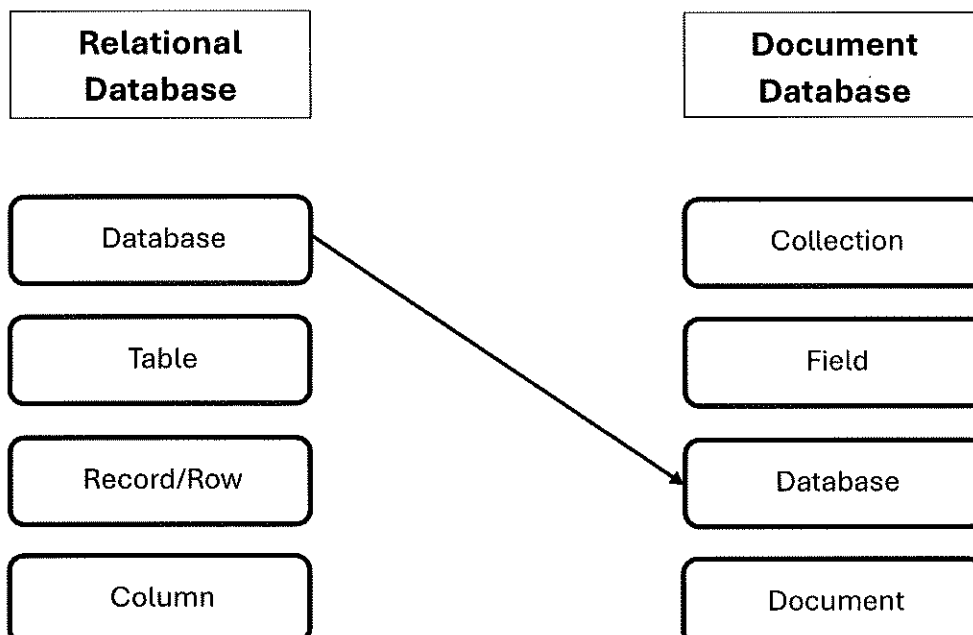 Relational
Database
Document
Database
Database
Collection
Table
Field
Record/Row
Database
Column
Document